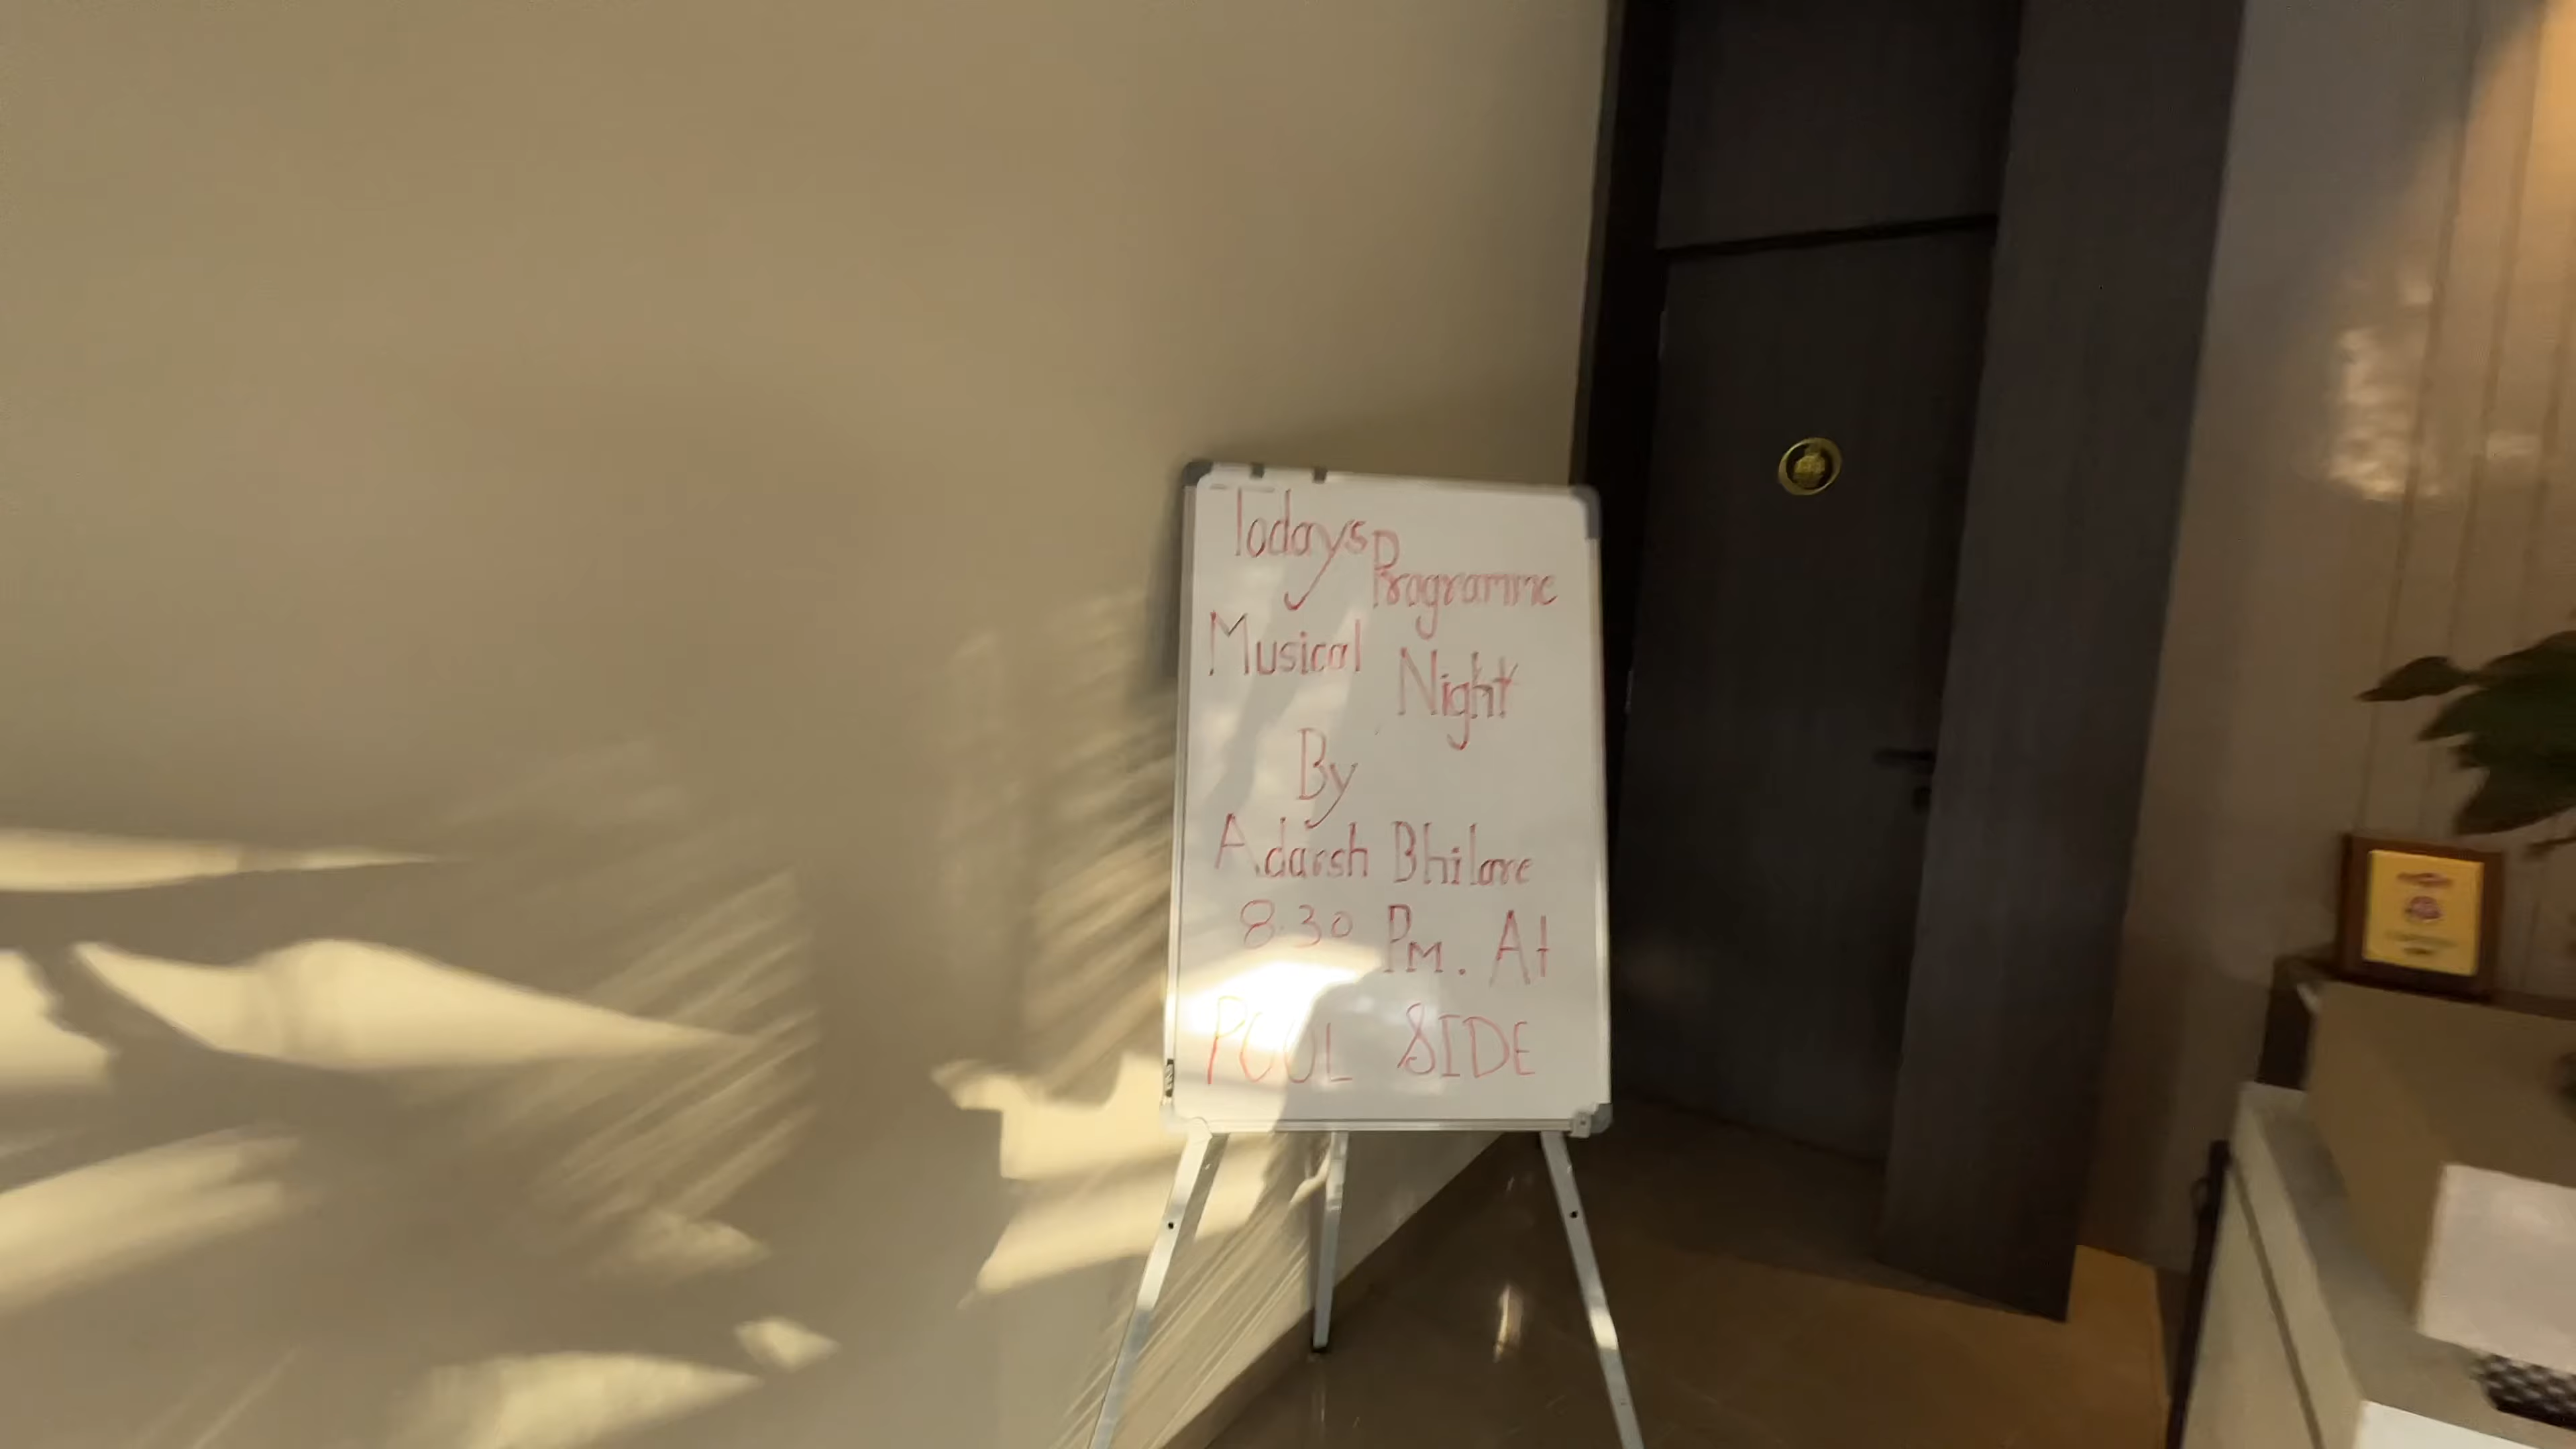 Todays Programme
Musical Night
By
Adarsh Bhilare
8.30 PM. At
POOL SIDE